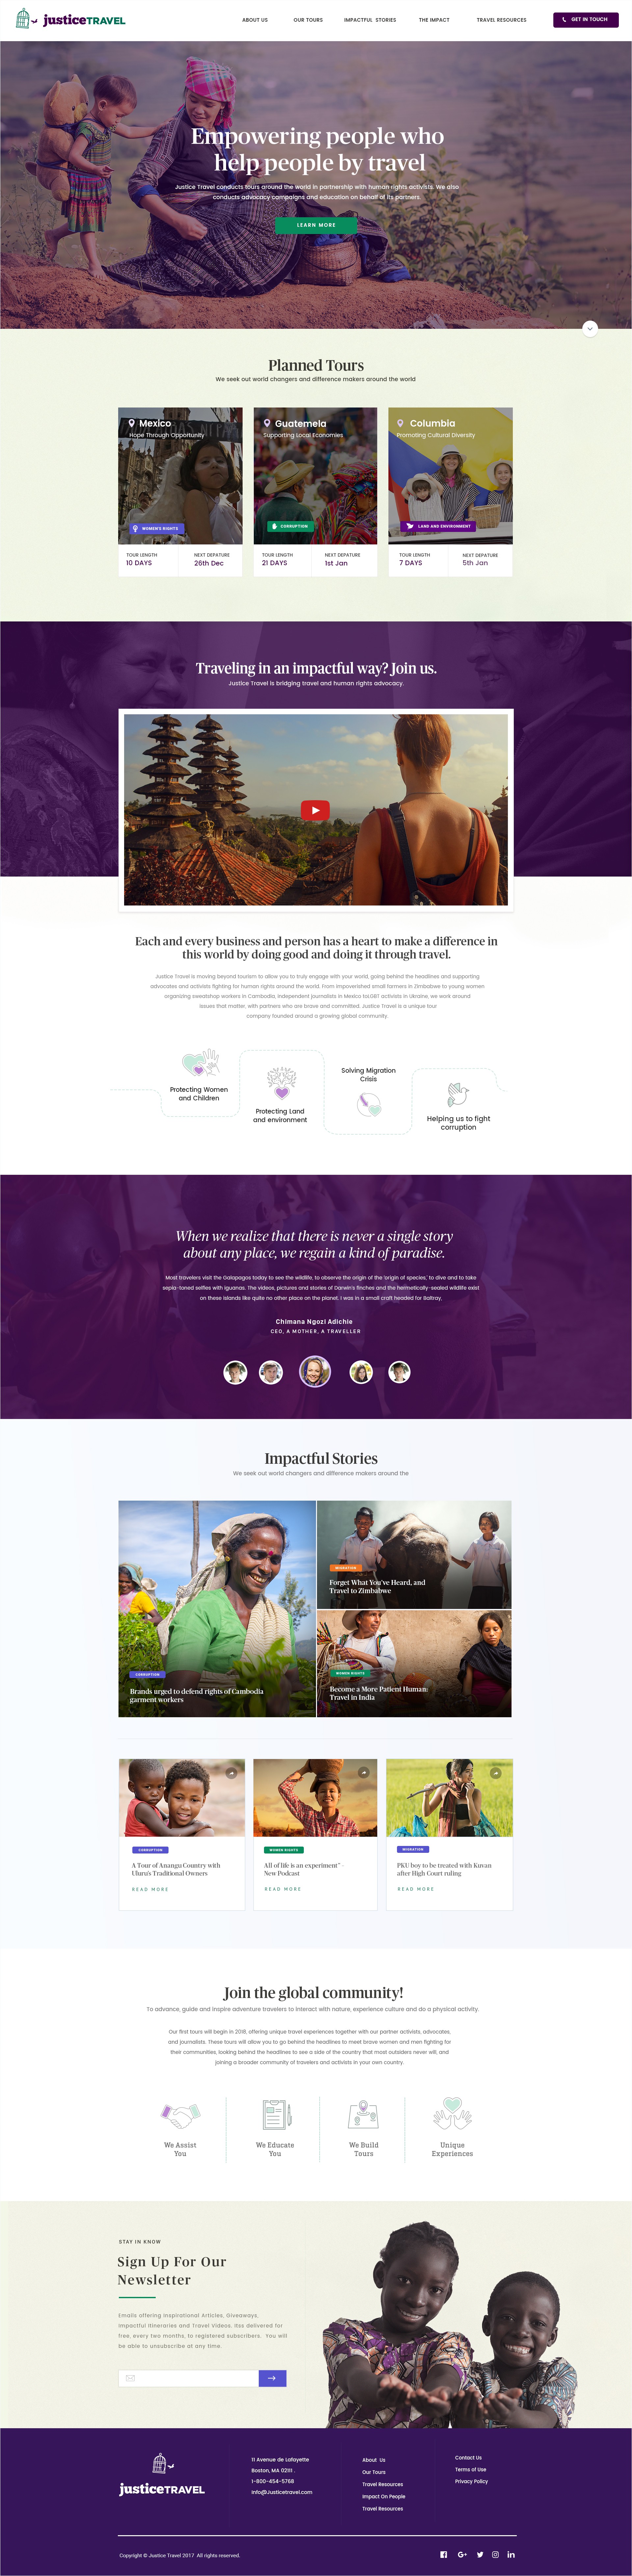 justiceTRAVEL
ABOUT US
OUR TOURS
IMPACTFUL STORIES
THE IMPACT
TRAVEL RESOURCES
GET IN TOUCH
Empowering people who
help people by travel
Justice Travel conducts tours around the world in partnership with human rights activists. We also
conducts advocacy campaigns and education on behalf of its partners.
LEARN MORE
Planned Tours
We seek out world changers and difference makers around the world
Mexico
Hope Through Opportunity
WOMEN'S RIGHTS
TOUR LENGTH
10 DAYS
NEXT DEPATURE
26th Dec
Guatemela
Supporting Local Economies
CORRUPTION
TOUR LENGTH
21 DAYS
NEXT DEPATURE
1st Jan
Columbia
Promoting Cultural Diversity
LAND AND ENVIRONMENT
TOUR LENGTH
7 DAYS
NEXT DEPATURE
5th Jan
Traveling in an impactful way? Join us.
Justice Travel is bridging travel and human rights advocacy.
Each and every business and person has a heart to make a difference in
this world by doing good and doing it through travel.
Justice Travel is moving beyond tourism to allow you to truly engage with your world, going behind the headlines and supporting
advocates and activists fighting for human rights around the world. From impoverished small farmers in Zimbabwe to young women
organizing sweatshop workers in Cambodia, independent journalists in Mexico toLGBT activists in Ukraine, we work around
issues that matter, with partners who are brave and committed. Justice Travel is a unique tour
company founded around a growing global community.
Protecting Women
and Children
Protecting Land
and environment
Solving Migration
Crisis
Helping us to fight
corruption
When we realize that there is never a single story
about any place, we regain a kind of paradise.
Most travelers visit the Galapagos today to see the wildlife, to observe the origin of the 'origin of species,' to dive and to take
sepia-toned selfies with iguanas. The videos, pictures and stories of Darwin's finches and the hermetically-sealed wildlife exist
on these islands like quite no other place on the planet. I was in a small craft headed for Baltray,
Chimana Ngozi Adichie
CEO, A MOTHER, A TRAVELLER
Impactful Stories
We seek out world changers and difference makers around the
CORRUPTION
Brands urged to defend rights of Cambodia
garment workers
MIGRATION
Forget What You've Heard, and
Travel to Zimbabwe
WOMEN RIGHTS
Become a More Patient Human:
Travel in India
CORRUPTION
A Tour of Anangu Country with
Uluru's Traditional Owners
READ MORE
WOMEN RIGHTS
All of life is an experiment" -
New Podcast
READ MORE
MIGRATION
PKU boy to be treated with Kuvan
after High Court ruling
READ MORE
Join the global community!
To advance, guide and inspire adventure travelers to interact with nature, experience culture and do a physical activity.
Our first tours will begin in 2018, offering unique travel experiences together with our partner activists, advocates,
and journalists. These tours will allow you to go behind the headlines to meet brave women and men fighting for
their communities, looking behind the headlines to see a side of the country that most outsiders never will, and
joining a broader community of travelers and activists in your own country.
We Assist
You
We Educate
You
We Build
Tours
Unique
Experiences
STAY IN KNOW
Sign Up For Our
Newsletter
Emails offering Inspirational Articles, Giveaways,
Impactful Itineraries and Travel Videos. Itss delivered for
free, every two months, to registered subscribers. You will
be able to unsubscribe at any time.
justiceTRAVEL
11 Avenue de Lafayette
Boston, MA 02111 .
1-800-454-5768
info@Justicetravel.com
About Us
Our Tours
Travel Resources
Impact On People
Travel Resources
Contact Us
Terms of Use
Privacy Policy
Copyright © Justice Travel 2017 All rights reserved.